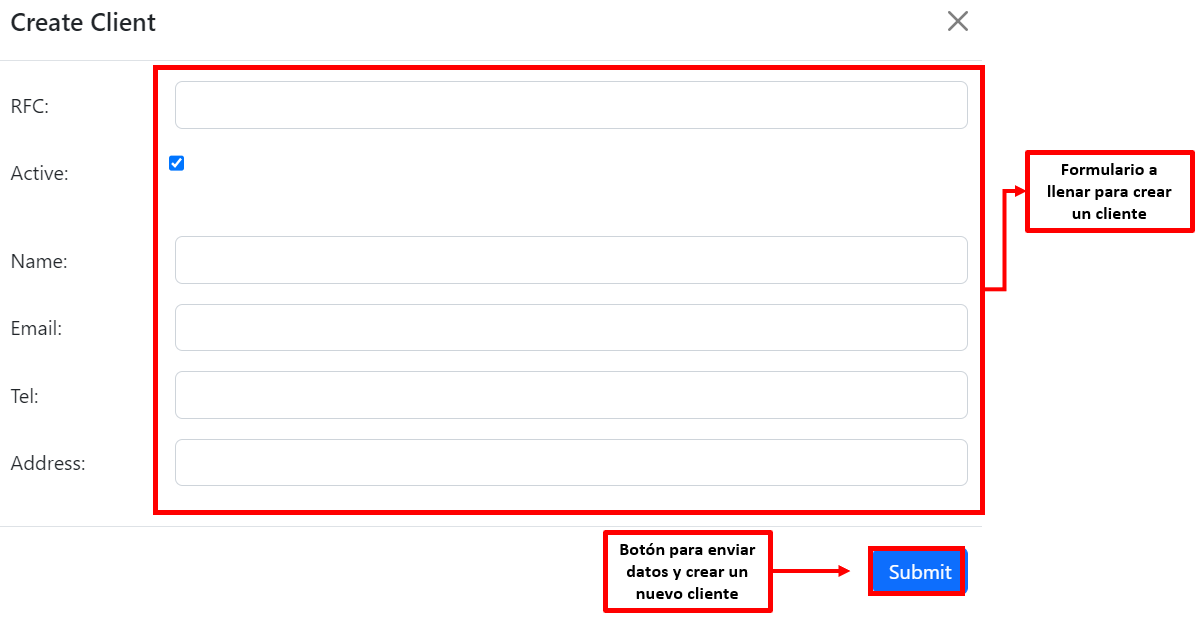 Create Client
RFC:
Active:
Formulario a
llenar para crear
un cliente
Name:
Email:
Tel:
Address:
Botón para enviar
datos y crear un
nuevo cliente
Submit